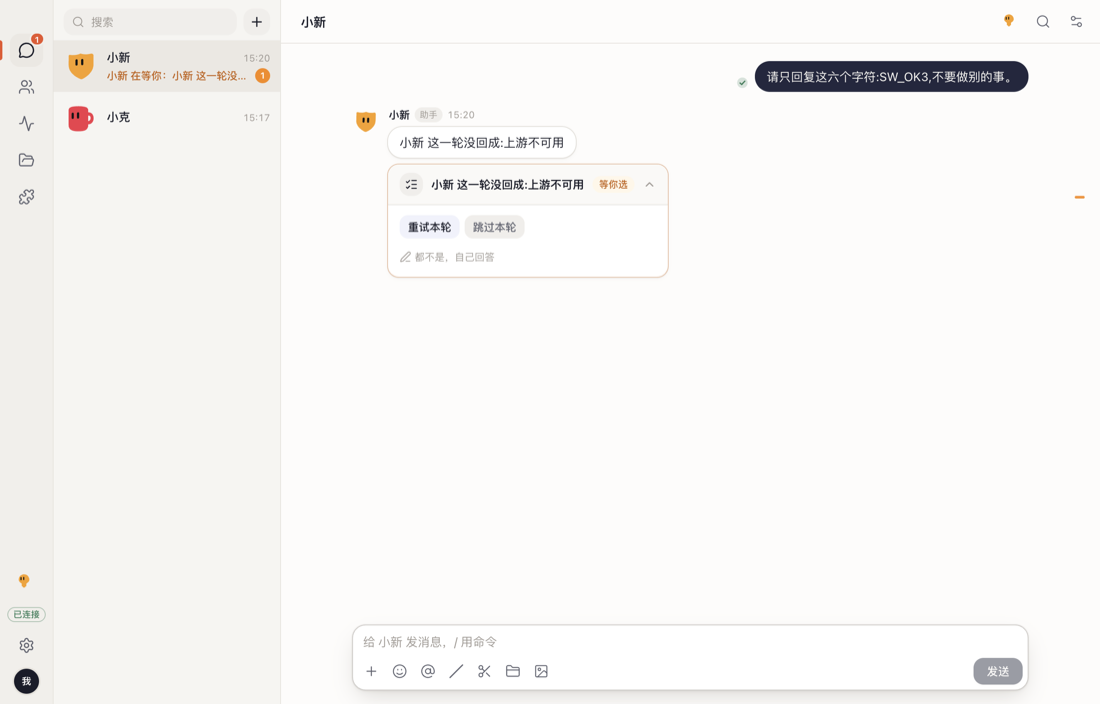 搜索
1
小新
15:20
小新 在等你：小新 这一轮没...
1
小克
15:17
已连接
我
小新
请只回复这六个字符:SW_OK3,不要做别的事。
小新 助手 15:20
小新 这一轮没回成:上游不可用
小新 这一轮没回成:上游不可用 等你选
重试本轮 跳过本轮
都不是，自己回答
给 小新 发消息，/ 用命令
发送